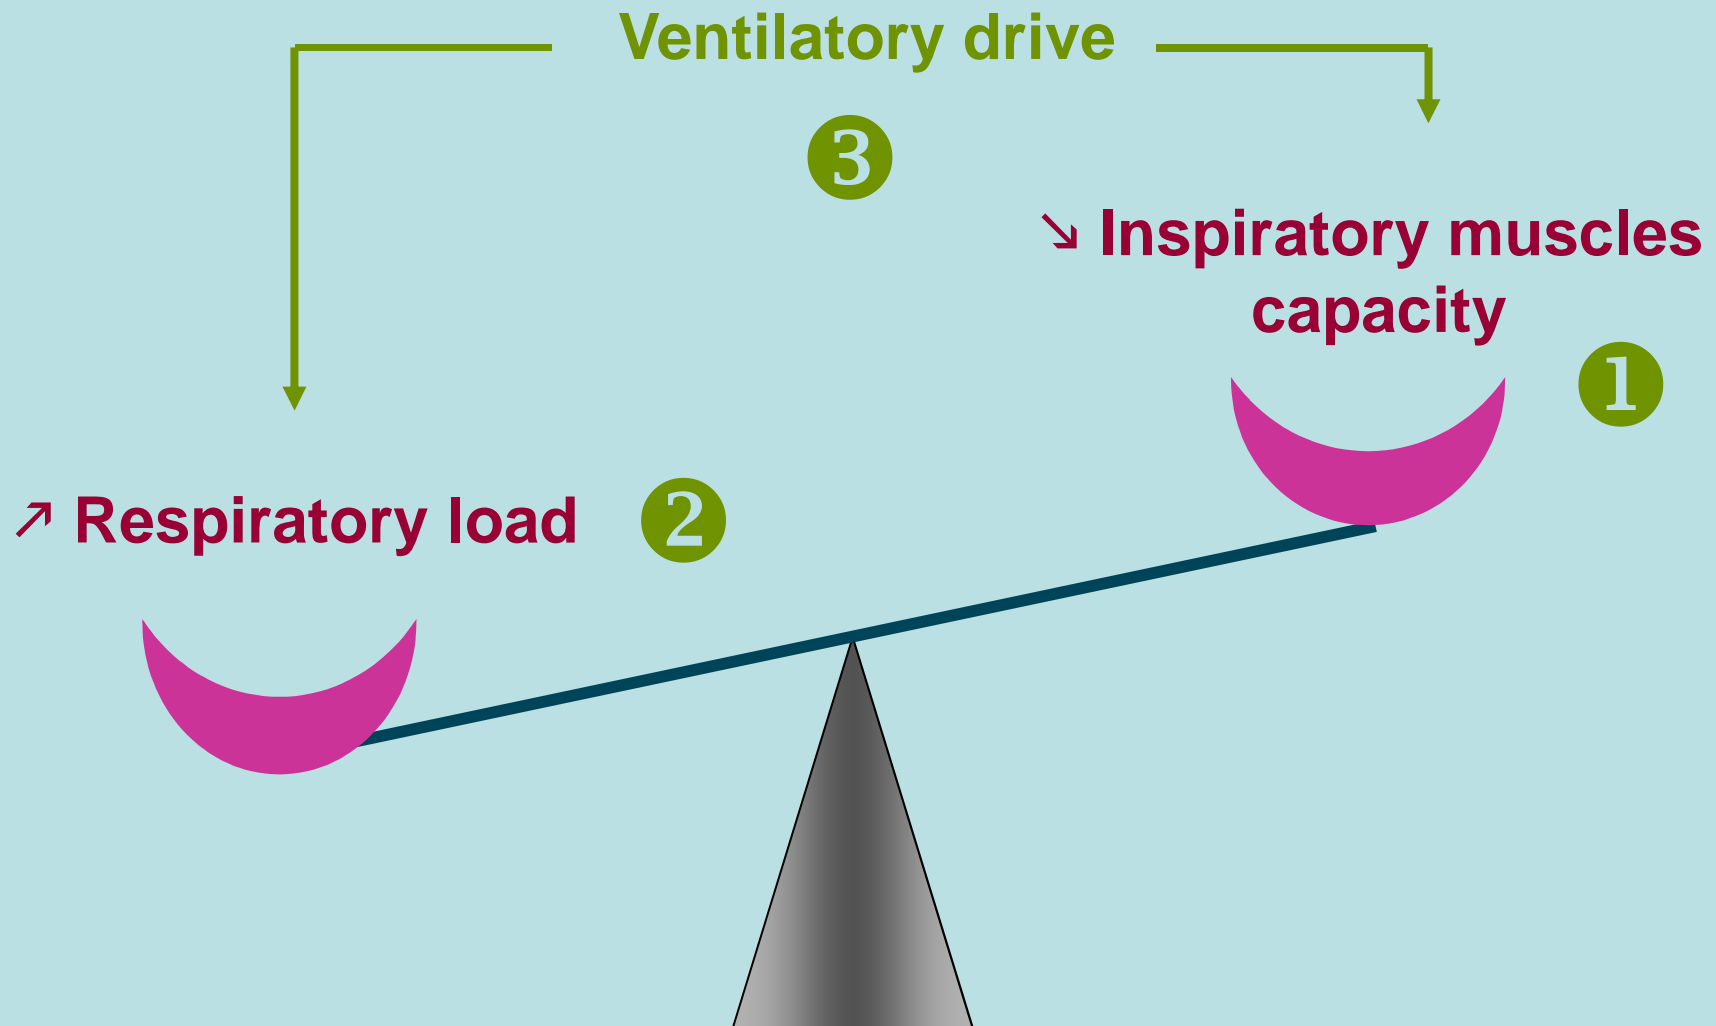 Ventilatory drive
❸
↘ Inspiratory muscles
capacity
❶
↗ Respiratory load ❷